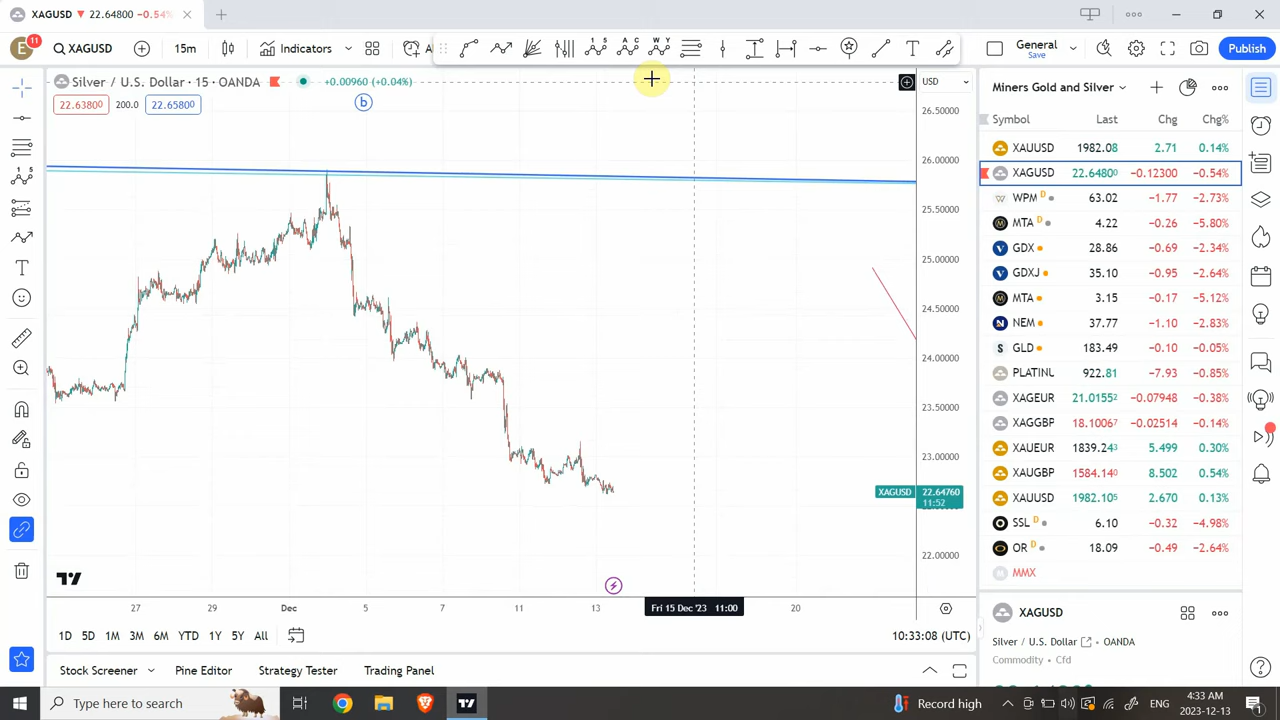 XAGUSD ▼ 22.64800 −0.54%
E 11 XAGUSD 15m Indicators General Save Publish
Silver / U.S. Dollar · 15 · OANDA +0.00960 (+0.04%)
22.63800 200.0 22.65800
b
USD
26.50000
26.00000
25.50000
25.00000
24.50000
24.00000
23.50000
23.00000
XAGUSD 22.64760
11:52
22.00000
27 29 Dec 5 7 11 13 Fri 15 Dec '23 11:00 20
1D 5D 1M 3M 6M YTD 1Y 5Y All 10:33:08 (UTC)
Stock Screener Pine Editor Strategy Tester Trading Panel
Miners Gold and Silver
Symbol Last Chg Chg%
XAUUSD 1982.08 2.71 0.14%
XAGUSD 22.64800 −0.12300 −0.54%
WPM D 63.02 −1.77 −2.73%
MTA D 4.22 −0.26 −5.80%
GDX 28.86 −0.69 −2.34%
GDXJ 35.10 −0.95 −2.64%
MTA 3.15 −0.17 −5.12%
NEM 37.77 −1.10 −2.83%
GLD 183.49 −0.10 −0.05%
PLATINU 922.81 −7.93 −0.85%
XAGEUR 21.01552 −0.07948 −0.38%
XAGGBP 18.10067 −0.02514 −0.14%
XAUEUR 1839.243 5.499 0.30%
XAUGBP 1584.140 8.502 0.54%
XAUUSD 1982.105 2.670 0.13%
SSL D 6.10 −0.32 −4.98%
OR D 18.09 −0.49 −2.64%
MMX
XAGUSD
Silver / U.S. Dollar · OANDA
Commodity · Cfd
Type here to search Record high ENG 4:33 AM
2023-12-13